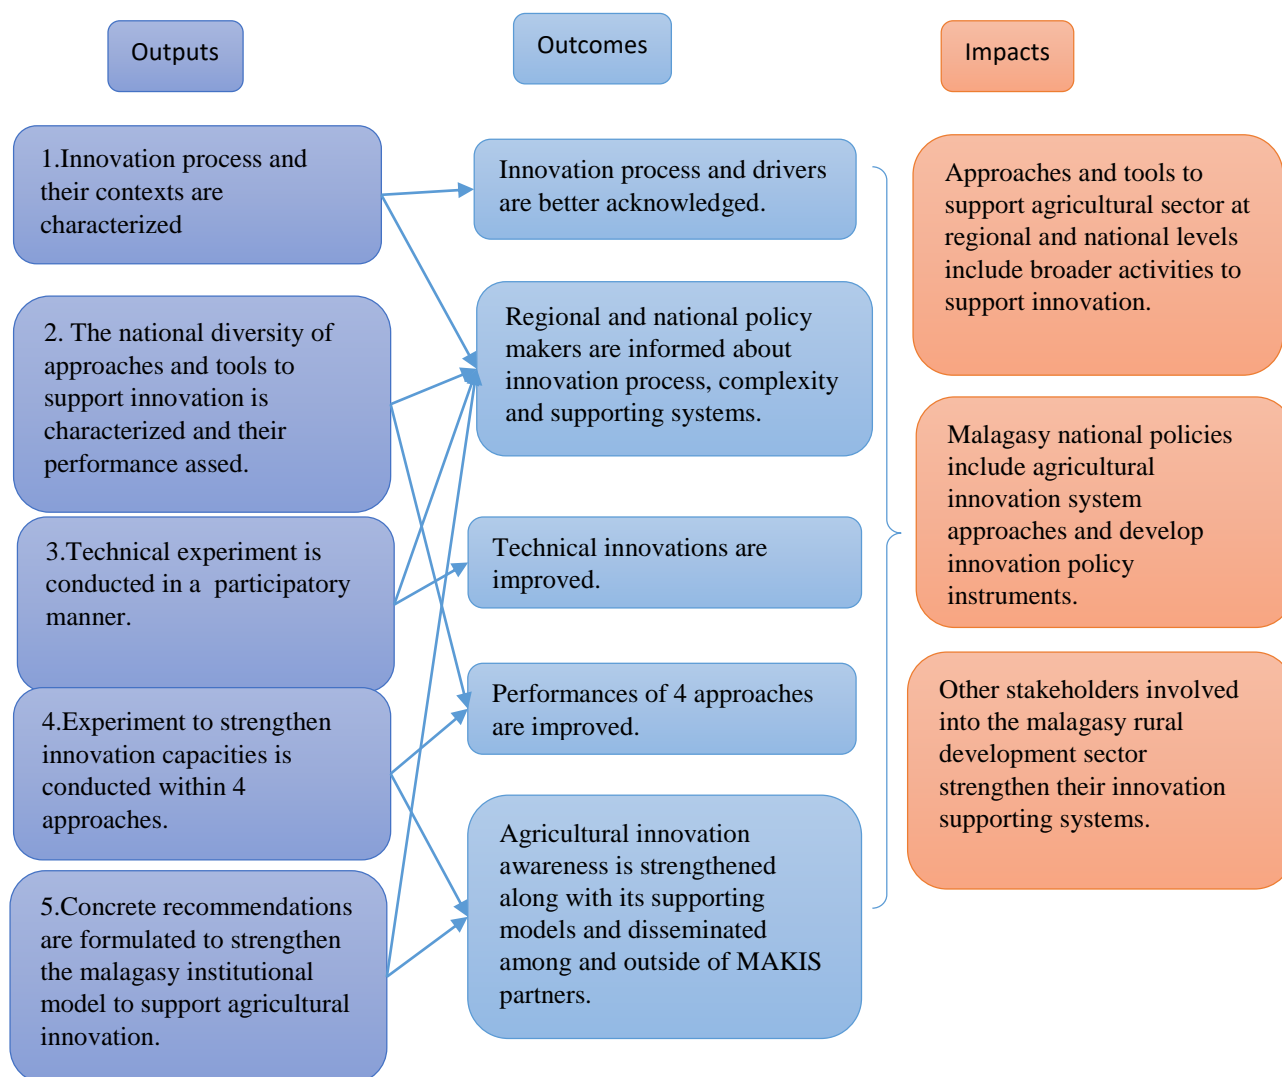 Outputs
Outcomes
Impacts
1.Innovation process and
their contexts are
characterized
2. The national diversity of
approaches and tools to
support innovation is
characterized and their
performance assed.
3.Technical experiment is
conducted in a participatory
manner.
4.Experiment to strengthen
innovation capacities is
conducted within 4
approaches.
5.Concrete recommendations
are formulated to strengthen
the malagasy institutional
model to support agricultural
innovation.
Innovation process and drivers
are better acknowledged.
Regional and national policy
makers are informed about
innovation process, complexity
and supporting systems.
Technical innovations are
improved.
Performances of 4 approaches
are improved.
Agricultural innovation
awareness is strengthened
along with its supporting
models and disseminated
among and outside of MAKIS
partners.
Approaches and tools to
support agricultural sector at
regional and national levels
include broader activities to
support innovation.
Malagasy national policies
include agricultural
innovation system
approaches and develop
innovation policy
instruments.
Other stakeholders involved
into the malagasy rural
development sector
strengthen their innovation
supporting systems.